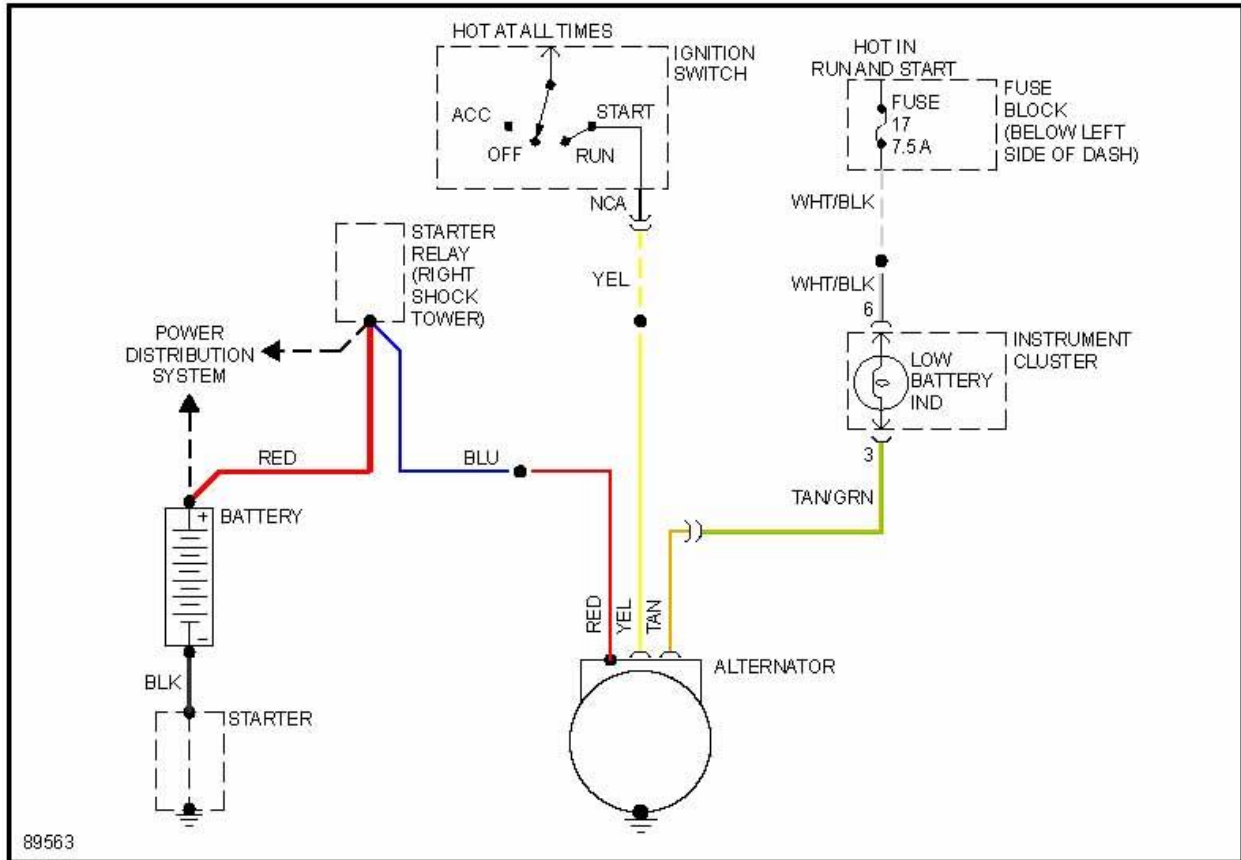 HOT AT ALL TIMES
IGNITION
SWITCH
ACC
START
OFF
RUN
NCA
HOT IN
RUN AND START
FUSE
17
7.5 A
FUSE
BLOCK
(BELOW LEFT
SIDE OF DASH)
WHT/BLK
WHT/BLK
6
STARTER
RELAY
(RIGHT
SHOCK
TOWER)
YEL
POWER
DISTRIBUTION
SYSTEM
INSTRUMENT
CLUSTER
LOW
BATTERY
IND
3
RED
BLU
TAN/GRN
+
BATTERY
-
RED
YEL
TAN
ALTERNATOR
BLK
STARTER
89563